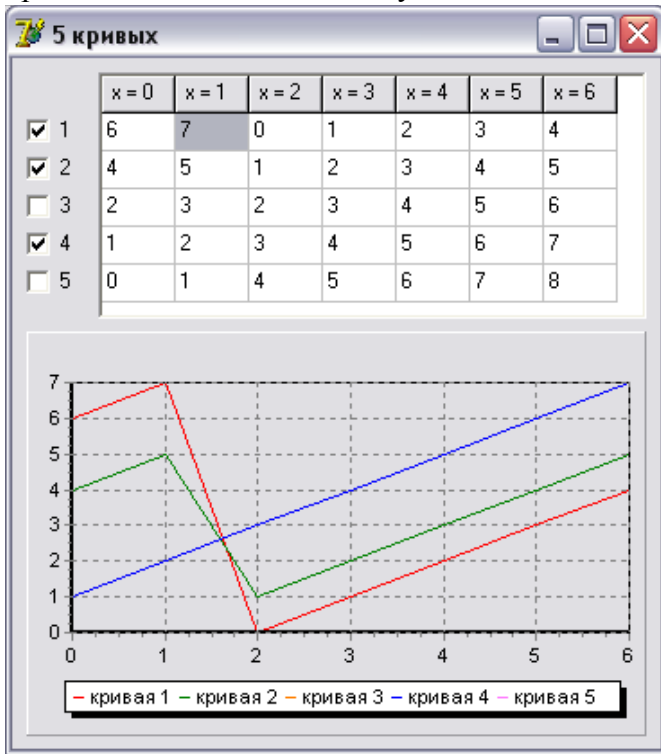 5 кривых
x = 0 x = 1 x = 2 x = 3 x = 4 x = 5 x = 6
1 6 7 0 1 2 3 4
2 4 5 1 2 3 4 5
3 2 3 2 3 4 5 6
4 1 2 3 4 5 6 7
5 0 1 4 5 6 7 8
7
6
5
4
3
2
1
0
0 1 2 3 4 5 6
кривая 1 кривая 2 кривая 3 кривая 4 кривая 5